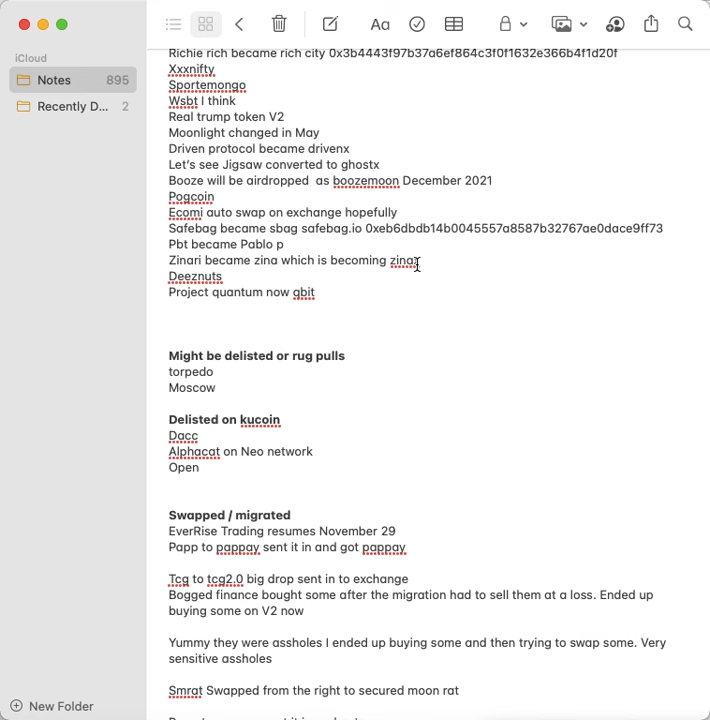 iCloud
Notes 895
Recently D... 2
New Folder
Aa
Richie rich became rich city 0x3b4443f97b37a6ef864c3f0f1632e366b4f1d20f
Xxxnifty
Sportemongo
Wsbt I think
Real trump token V2
Moonlight changed in May
Driven protocol became drivenx
Let's see Jigsaw converted to ghostx
Booze will be airdropped  as boozemoon December 2021
Pogcoin
Ecomi auto swap on exchange hopefully
Safebag became sbag safebag.io 0xeb6dbdb14b0045557a8587b32767ae0dace9ff73
Pbt became Pablo p
Zinari became zina which is becoming zinax
Deeznuts
Project quantum now qbit
Might be delisted or rug pulls
torpedo
Moscow
Delisted on kucoin
Dacc
Alphacat on Neo network
Open
Swapped / migrated
EverRise Trading resumes November 29
Papp to pappay sent it in and got pappay
Tcg to tcg2.0 big drop sent in to exchange
Bogged finance bought some after the migration had to sell them at a loss. Ended up
buying some on V2 now
Yummy they were assholes I ended up buying some and then trying to swap some. Very
sensitive assholes
Smrat Swapped from the right to secured moon rat